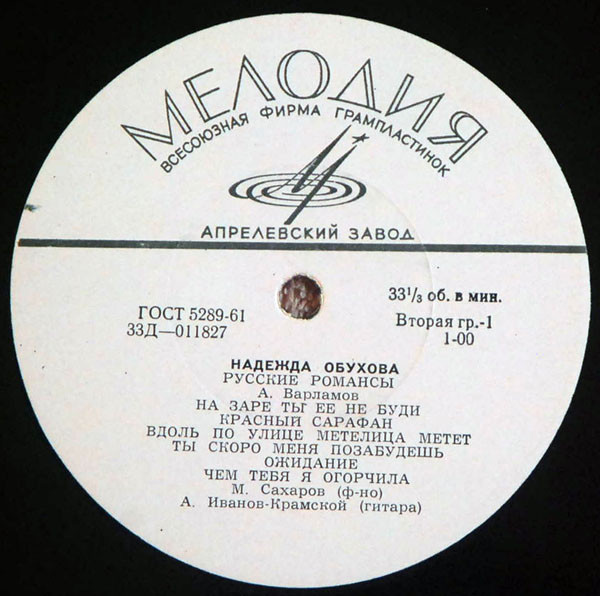 МЕЛОДИЯ
ВСЕСОЮЗНАЯ ФИРМА ГРАМПЛАСТИНОК
АПРЕЛЕВСКИЙ ЗАВОД
ГОСТ 5289-61
33Д—011827
33⅓ об. в мин.
Вторая гр.-1
1-00
НАДЕЖДА ОБУХОВА
РУССКИЕ РОМАНСЫ
А. Варламов
НА ЗАРЕ ТЫ ЕЕ НЕ БУДИ
КРАСНЫЙ САРАФАН
ВДОЛЬ ПО УЛИЦЕ МЕТЕЛИЦА МЕТЕТ
ТЫ СКОРО МЕНЯ ПОЗАБУДЕШЬ
ОЖИДАНИЕ
ЧЕМ ТЕБЯ Я ОГОРЧИЛА
М. Сахаров (ф-но)
А. Иванов-Крамской (гитара)